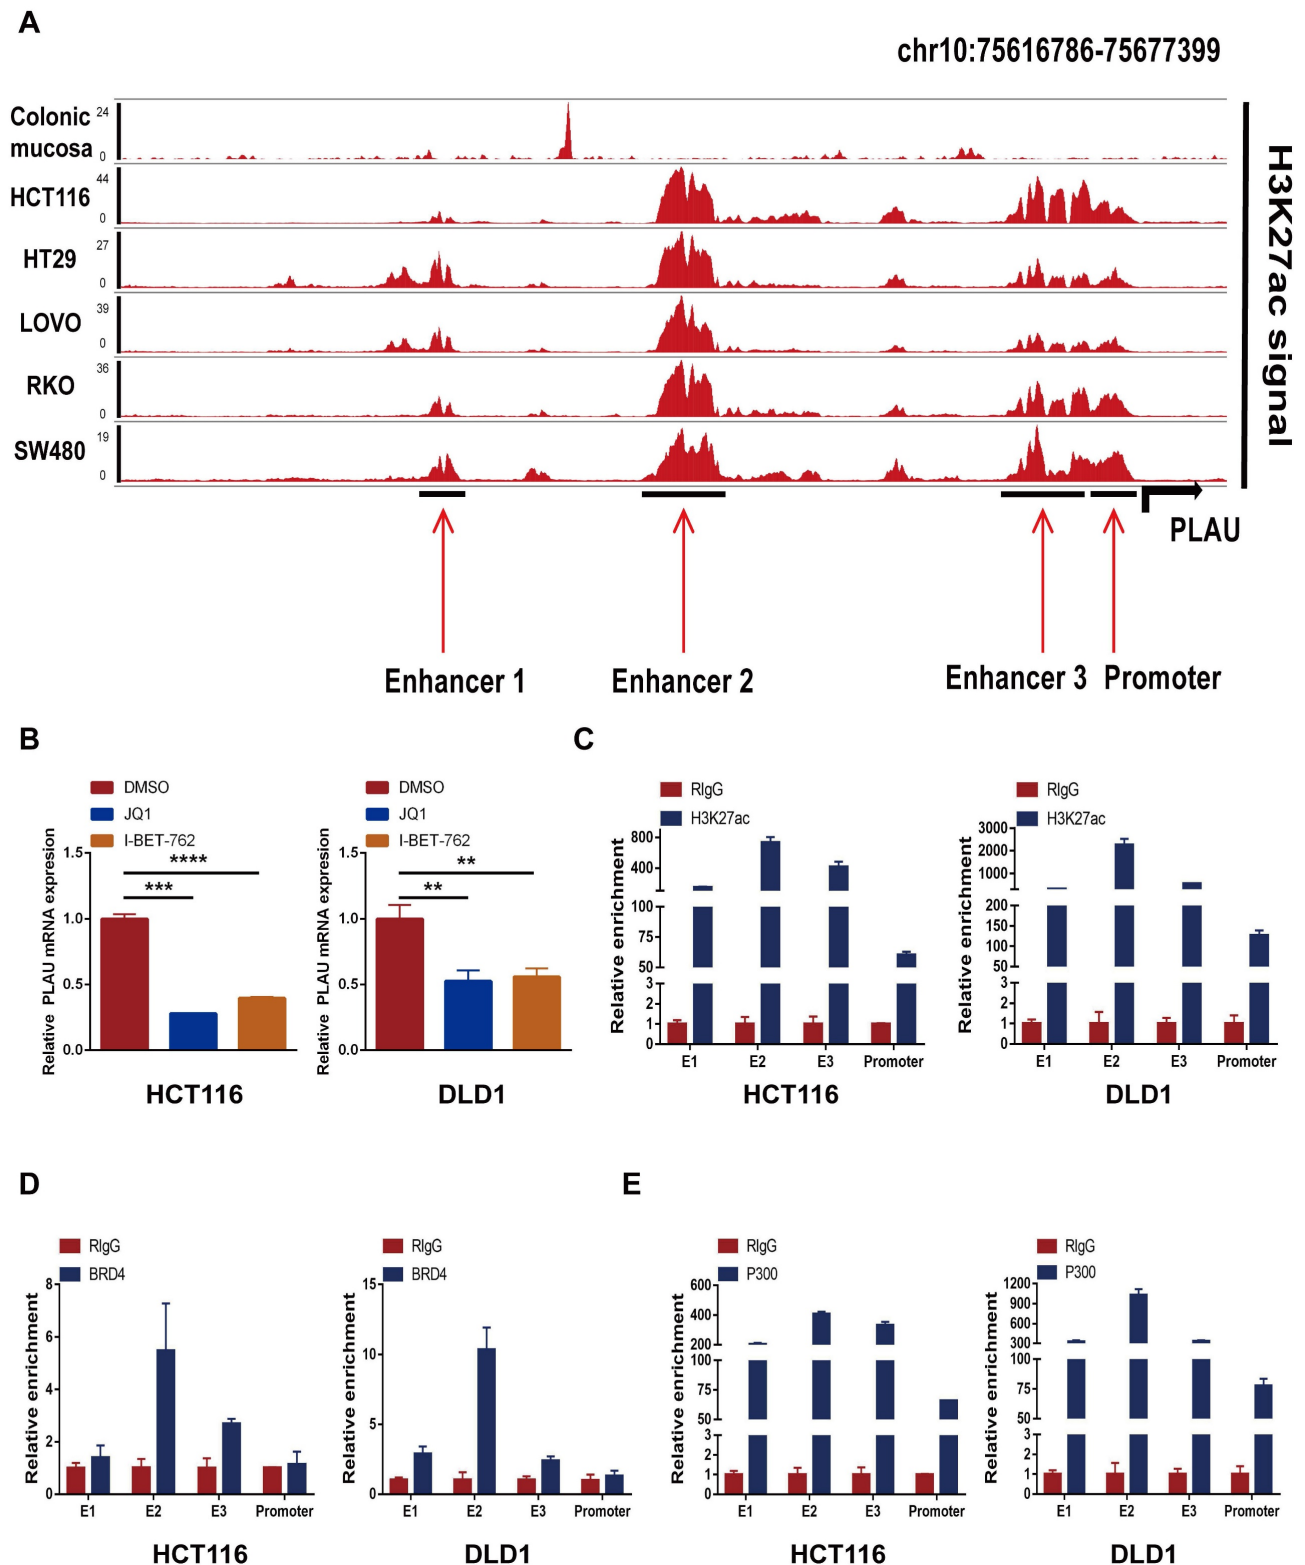 A
chr10:75616786-75677399
Colonic
mucosa
24
0
HCT116
44
0
HT29
27
0
LOVO
39
0
RKO
36
0
SW480
19
0
H3K27ac signal
PLAU
Enhancer 1
Enhancer 2
Enhancer 3
Promoter
B
DMSO
JQ1
I-BET-762
Relative PLAU mRNA expresion
1.5
1.0
0.5
0.0
****
***
HCT116
DMSO
JQ1
I-BET-762
Relative PLAU mRNA expresion
1.5
1.0
0.5
0.0
**
**
DLD1
C
RIgG
H3K27ac
Relative enrichment
800
400
100
75
50
3
2
1
0
E1 E2 E3 Promoter
HCT116
RIgG
H3K27ac
Relative enrichment
3000
2000
1000
200
150
100
50
3
2
1
0
E1 E2 E3 Promoter
DLD1
D
RIgG
BRD4
Relative enrichment
8
6
4
2
0
E1 E2 E3 Promoter
HCT116
RIgG
BRD4
Relative enrichment
15
10
5
0
E1 E2 E3 Promoter
DLD1
E
RIgG
P300
Relative enrichment
600
400
200
100
75
50
3
2
1
0
E1 E2 E3 Promoter
HCT116
RIgG
P300
Relative enrichment
1200
900
600
300
100
75
50
3
2
1
0
E1 E2 E3 Promoter
DLD1